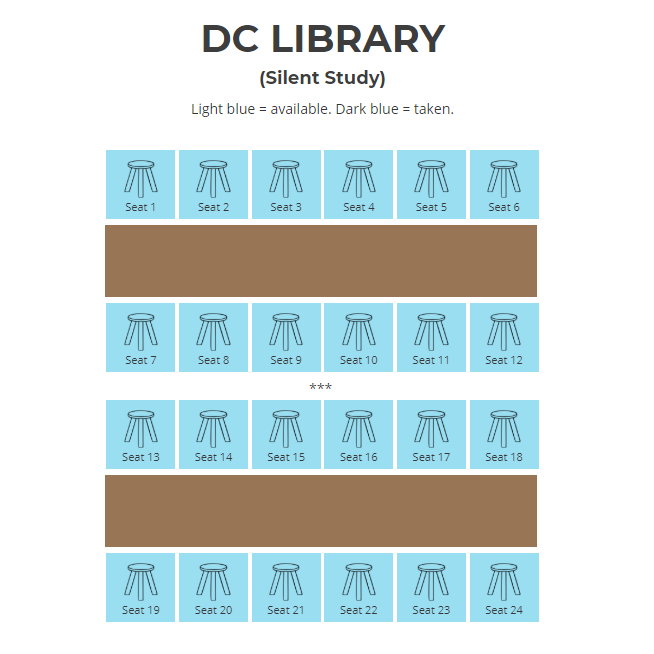 DC LIBRARY
(Silent Study)
Light blue = available. Dark blue = taken.
Seat 1 Seat 2 Seat 3 Seat 4 Seat 5 Seat 6
Seat 7 Seat 8 Seat 9 Seat 10 Seat 11 Seat 12
***
Seat 13 Seat 14 Seat 15 Seat 16 Seat 17 Seat 18
Seat 19 Seat 20 Seat 21 Seat 22 Seat 23 Seat 24